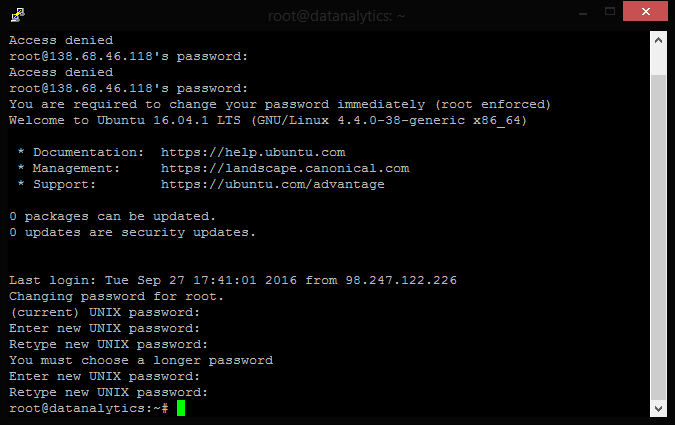 root@datanalytics: ~
Access denied
root@138.68.46.118's password:
Access denied
root@138.68.46.118's password:
You are required to change your password immediately (root enforced)
Welcome to Ubuntu 16.04.1 LTS (GNU/Linux 4.4.0-38-generic x86_64)
* Documentation:  https://help.ubuntu.com
* Management:     https://landscape.canonical.com
* Support:        https://ubuntu.com/advantage
0 packages can be updated.
0 updates are security updates.
Last login: Tue Sep 27 17:41:01 2016 from 98.247.122.226
Changing password for root.
(current) UNIX password:
Enter new UNIX password:
Retype new UNIX password:
You must choose a longer password
Enter new UNIX password:
Retype new UNIX password:
root@datanalytics:~#